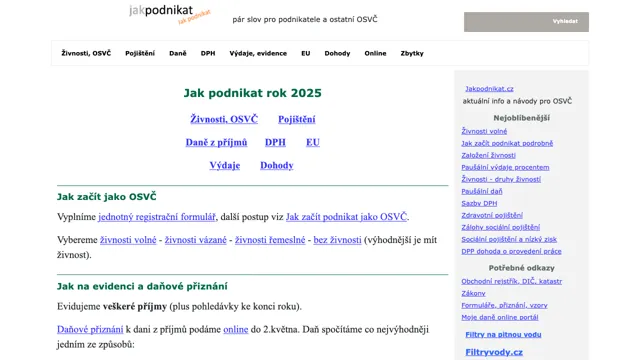 jakpodnikat
jak podnikat
pár slov pro podnikatele a ostatní OSVČ
Vyhledat
Živnosti, OSVČ Pojištění Daně DPH Výdaje, evidence EU Dohody Online Zbytky
Jak podnikat rok 2025
Živnosti, OSVČ Pojištění
Daně z příjmů DPH EU
Výdaje Dohody
Jak začít jako OSVČ
Vyplníme jednotný registrační formulář, další postup viz Jak začít podnikat jako OSVČ.
Vybereme živnosti volné - živnosti vázané - živnosti řemeslné - bez živnosti (výhodnější je mít
živnost).
Jak na evidenci a daňové přiznání
Evidujeme veškeré příjmy (plus pohledávky ke konci roku).
Daňové přiznání k dani z příjmů podáme online do 2.května. Daň spočítáme co nejvýhodněji
jedním ze způsobů:
Jakpodnikat.cz
aktuální info a návody pro OSVČ
Nejoblíbenější
Živnosti volné
Jak začít podnikat podrobně
Založení živnosti
Paušální výdaje procentem
Živnosti - druhy živností
Paušální daň
Sazby DPH
Zdravotní pojištění
Zálohy sociální pojištění
Sociální pojištění a nízký zisk
DPP dohoda o provedení práce
Potřebné odkazy
Obchodní rejstřík, DIČ, katastr
Zákony
Formuláře, přiznání, vzory
Moje daně online portál
Filtry na pitnou vodu
Filtryvody.cz